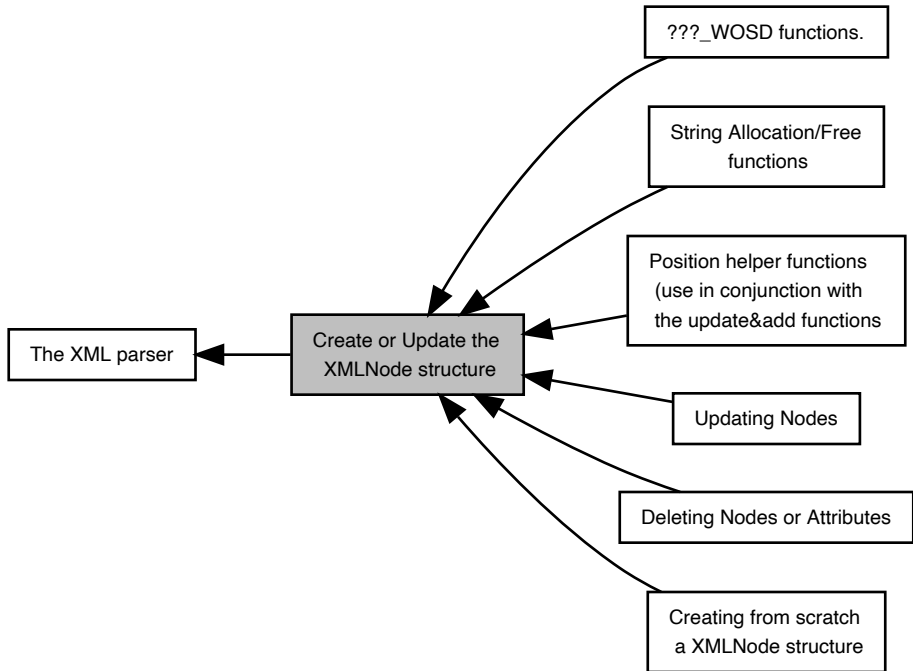 ???_WOSD functions.
String Allocation/Free
functions
Position helper functions
(use in conjunction with
the update&add functions
The XML parser
Create or Update the
XMLNode structure
Updating Nodes
Deleting Nodes or Attributes
Creating from scratch
a XMLNode structure